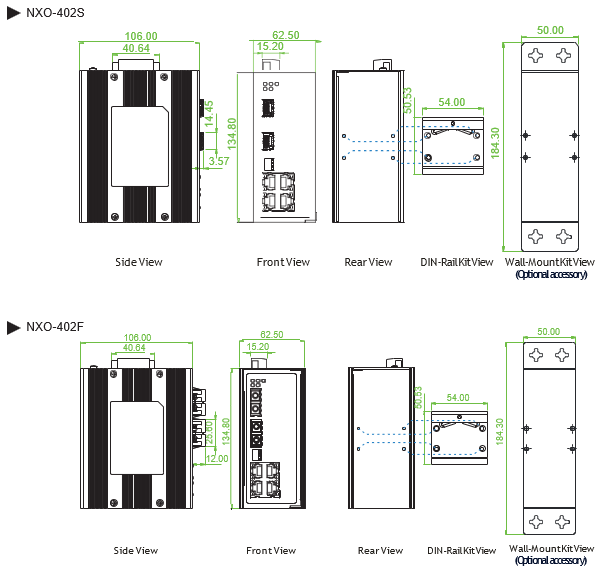 NXO-402S
106.00
40.64
14.45
3.57
62.50
15.20
134.80
50.53
54.00
50.00
184.30
Side View
Front View
Rear View
DIN-Rail Kit View
Wall-Mount Kit View
(Optional accessory)
NXO-402F
106.00
40.64
25.60
12.00
62.50
15.20
134.80
50.53
54.00
50.00
184.30
Side View
Front View
Rear View
DIN-Rail Kit View
Wall-Mount Kit View
(Optional accessory)